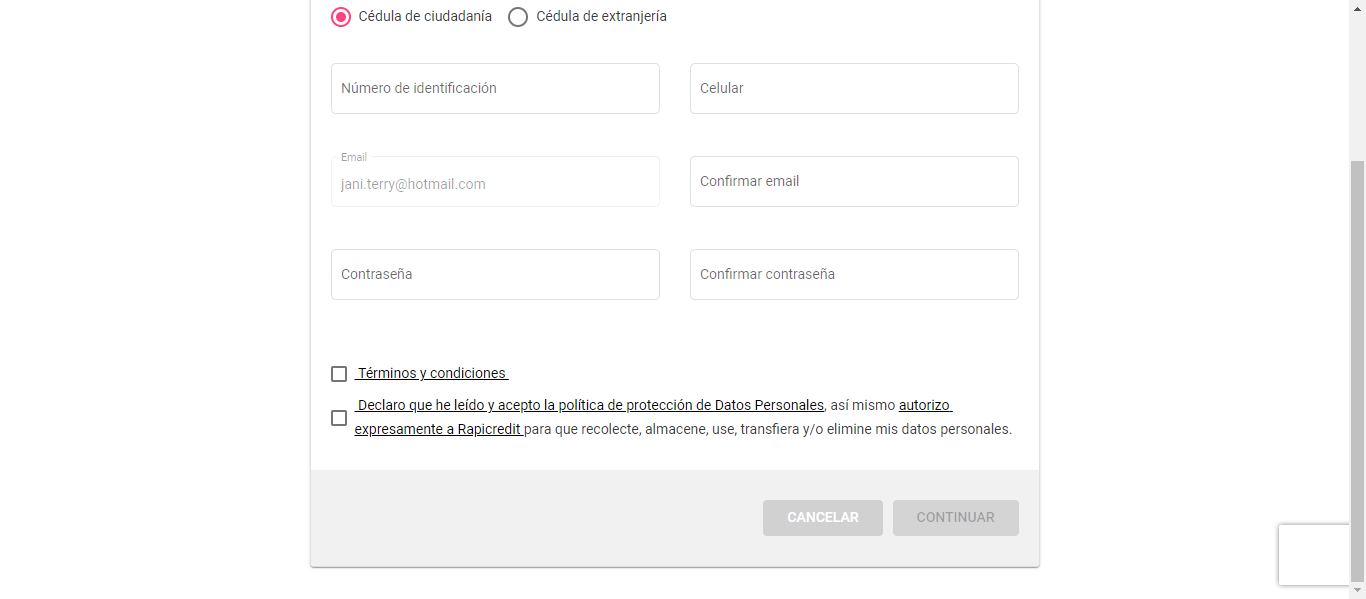 Cédula de ciudadanía Cédula de extranjería
Número de identificación Celular
Email
jani.terry@hotmail.com Confirmar email
Contraseña Confirmar contraseña
Términos y condiciones
Declaro que he leído y acepto la política de protección de Datos Personales, así mismo autorizo
expresamente a Rapicredit para que recolecte, almacene, use, transfiera y/o elimine mis datos personales.
CANCELAR CONTINUAR